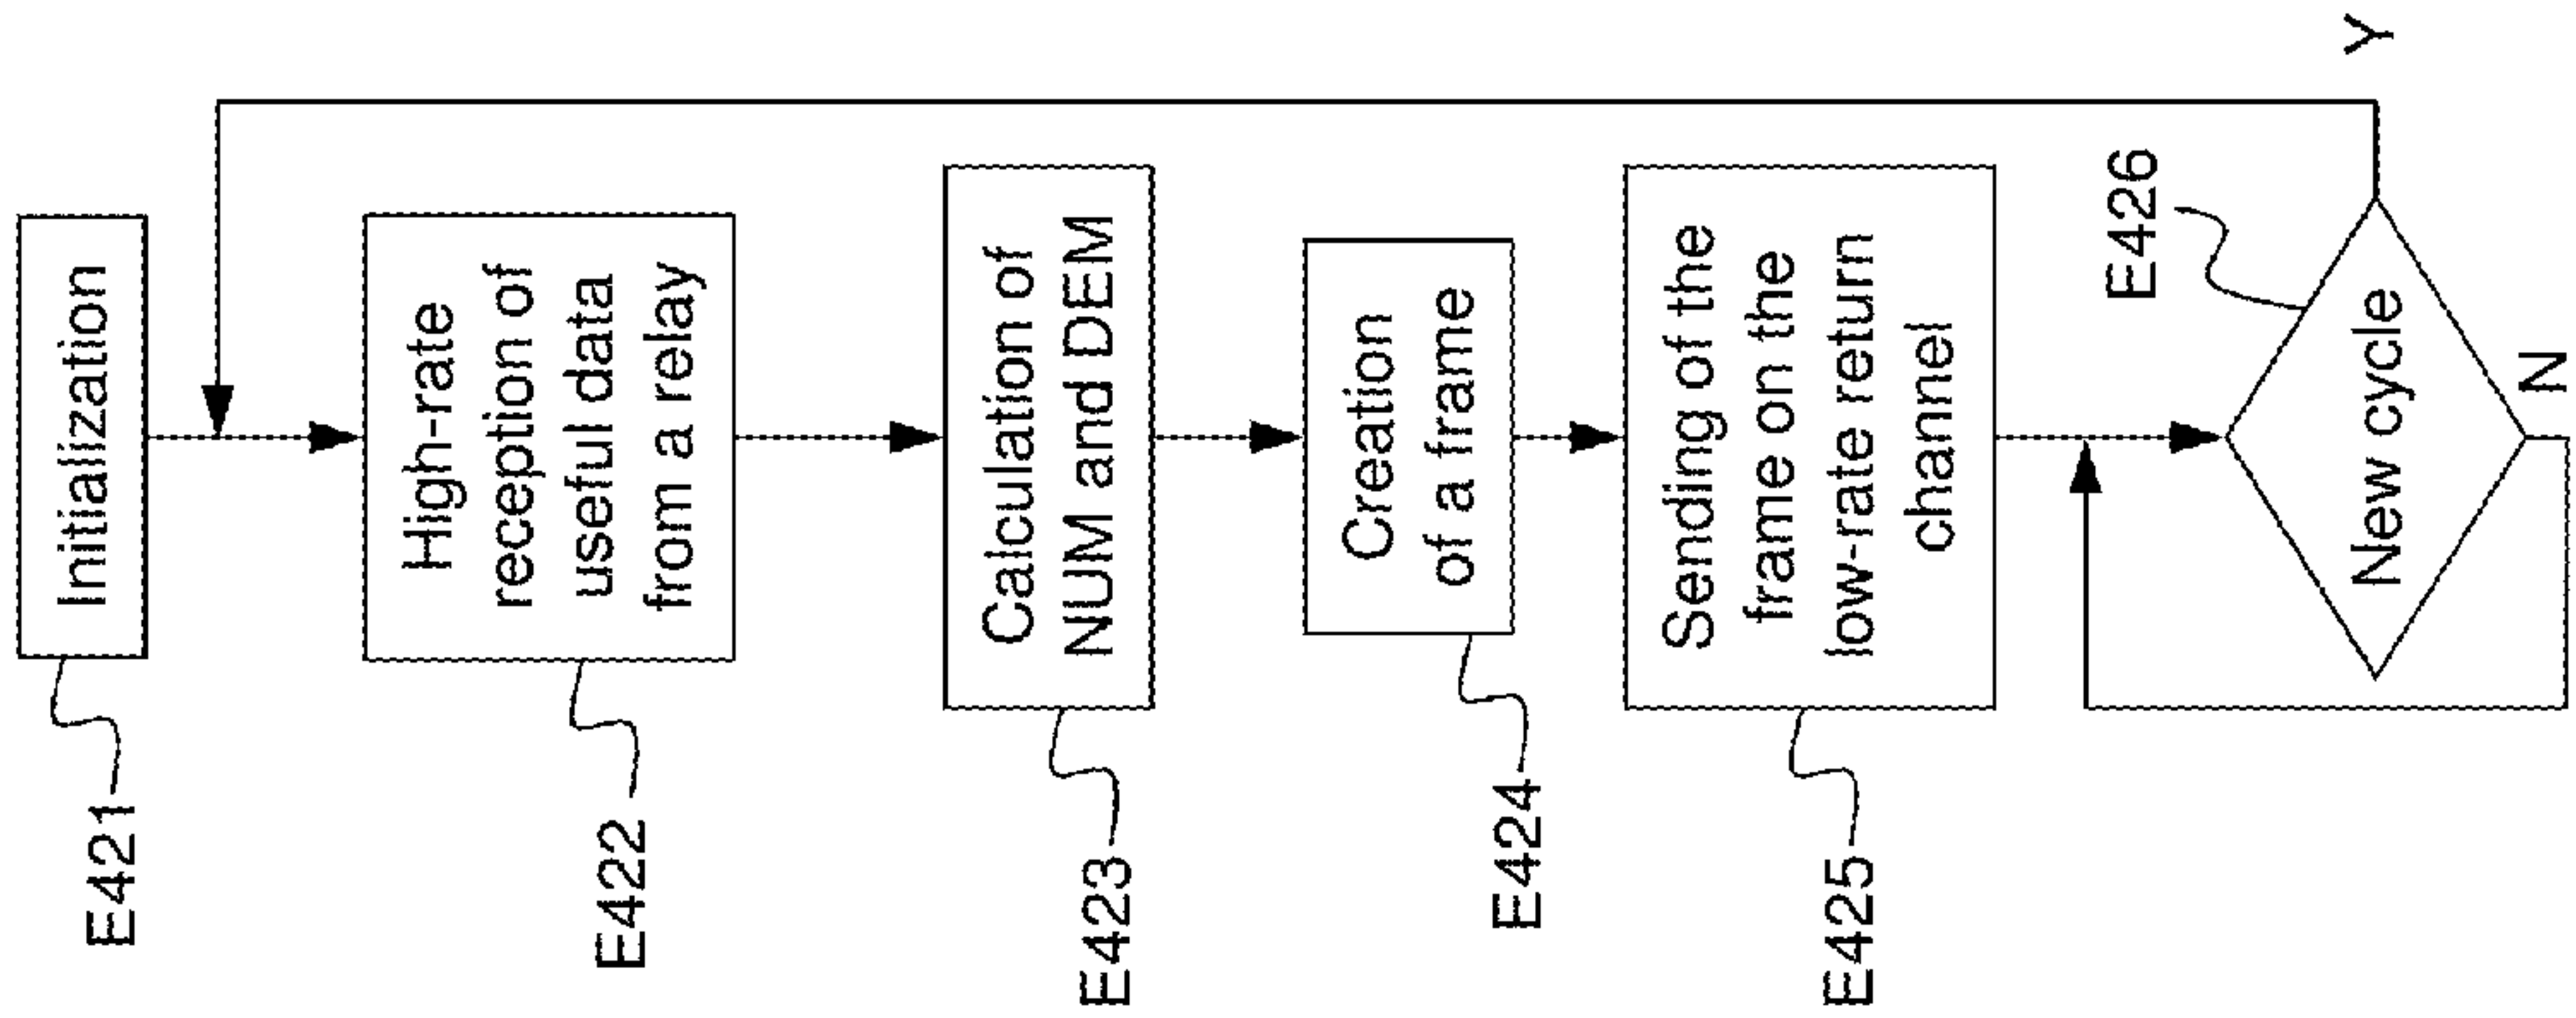 E421
Initialization
E422
High-rate
reception of
useful data
from a relay
E423
Calculation of
NUM and DEM
E424
Creation
of a frame
E425
Sending of the
frame on the
low-rate return
channel
E426
New cycle
Y
N